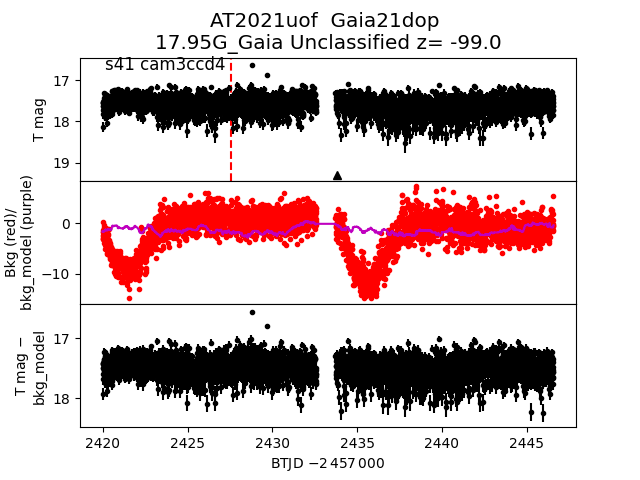 AT2021uof  Gaia21dop
17.95G_Gaia Unclassified z= -99.0
s41 cam3ccd4
17
18
19
T mag
0
−10
Bkg (red)/
bkg_model (purple)
17
18
T mag −
bkg_model
2420
2425
2430
2435
2440
2445
BTJD −2 457 000